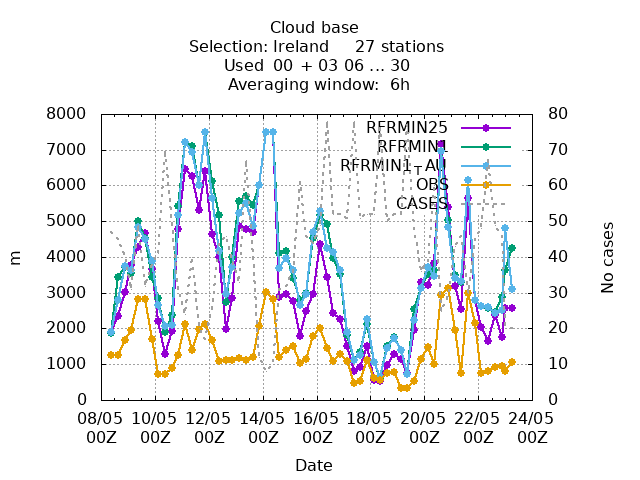 Cloud base
Selection: Ireland 27 stations
Used 00 + 03 06 ... 30
Averaging window: 6h
8000 80
7000 70
6000 60
5000 50
4000 40
3000 30
2000 20
1000 10
0 0
m
No cases
RFRMIN25
RFRMIN1
RFRMIN1_AU
OBS
CASES
08/05 10/05 12/05 14/05 16/05 18/05 20/05 22/05 24/05
00Z 00Z 00Z 00Z 00Z 00Z 00Z 00Z 00Z
Date